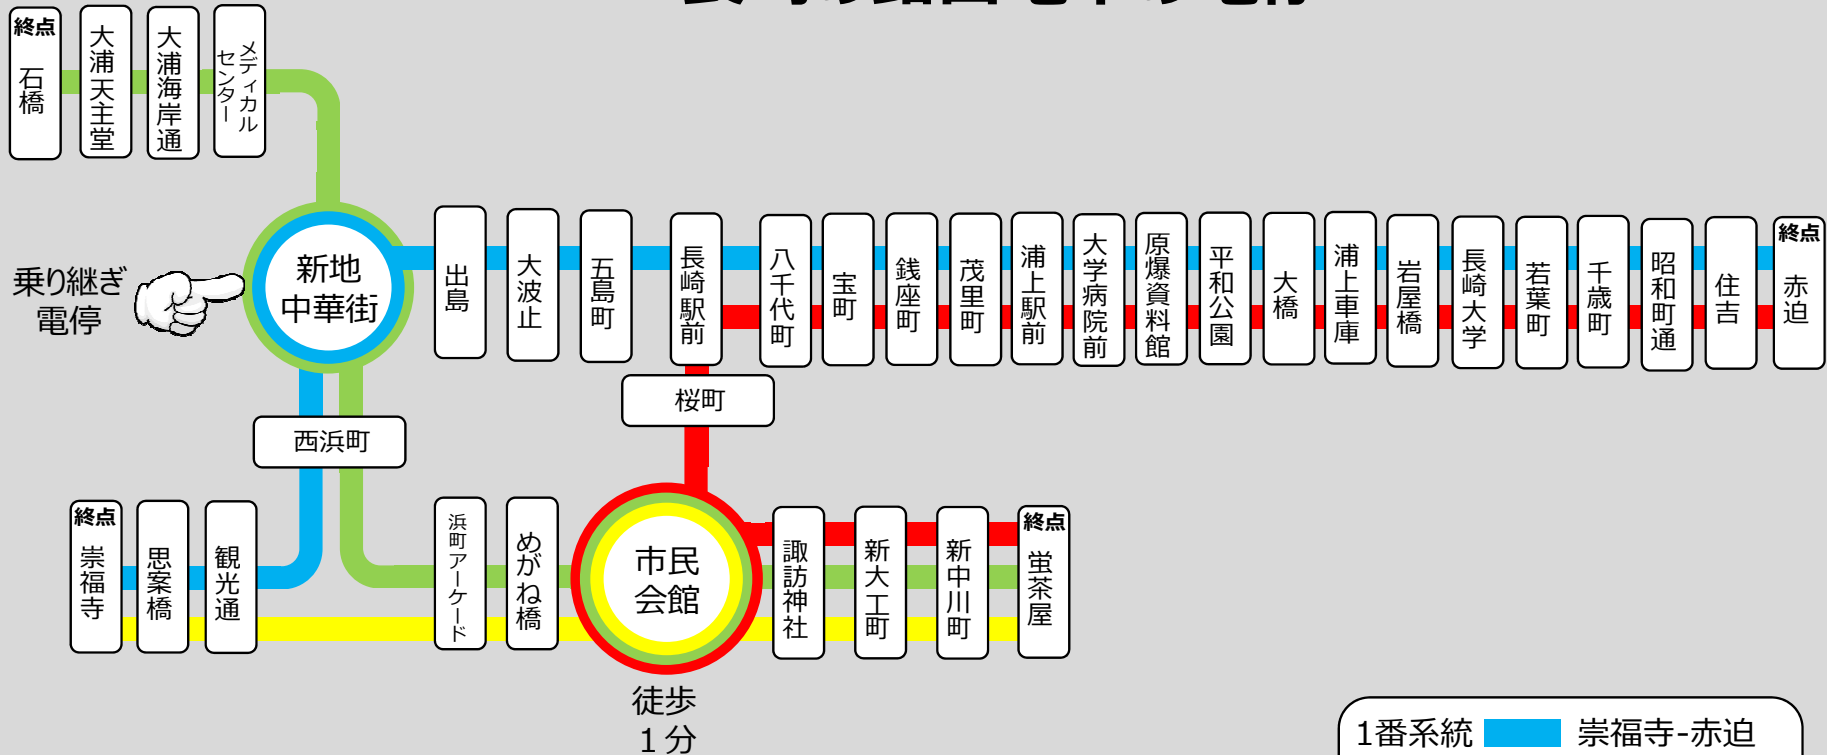 終点
石橋
大浦天主堂
大浦海岸通
メディカル
センター
乗り継ぎ
電停
新地
中華街
出島
大波止
五島町
長崎駅前
八千代町
宝町
銭座町
茂里町
浦上駅前
大学病院前
原爆資料館
平和公園
大橋
浦上車庫
岩屋橋
長崎大学
若葉町
千歳町
昭和町通
住吉
終点
赤迫
桜町
西浜町
終点
崇福寺
思案橋
観光通
浜町アーケード
めがね橋
市民
会館
諏訪神社
新大工町
新中川町
終点
蛍茶屋
徒歩
1分
1番系統 崇福寺-赤迫